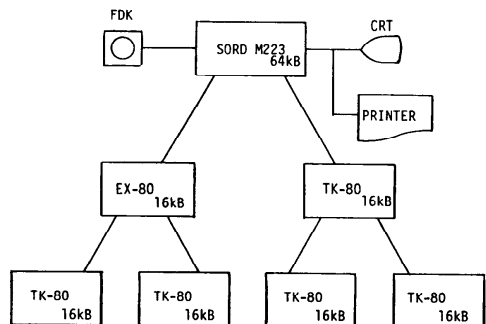 FDK
SORD M223
64kB
CRT
PRINTER
EX-80
16kB
TK-80
16kB
TK-80
16kB
TK-80
16kB
TK-80
16kB
TK-80
16kB